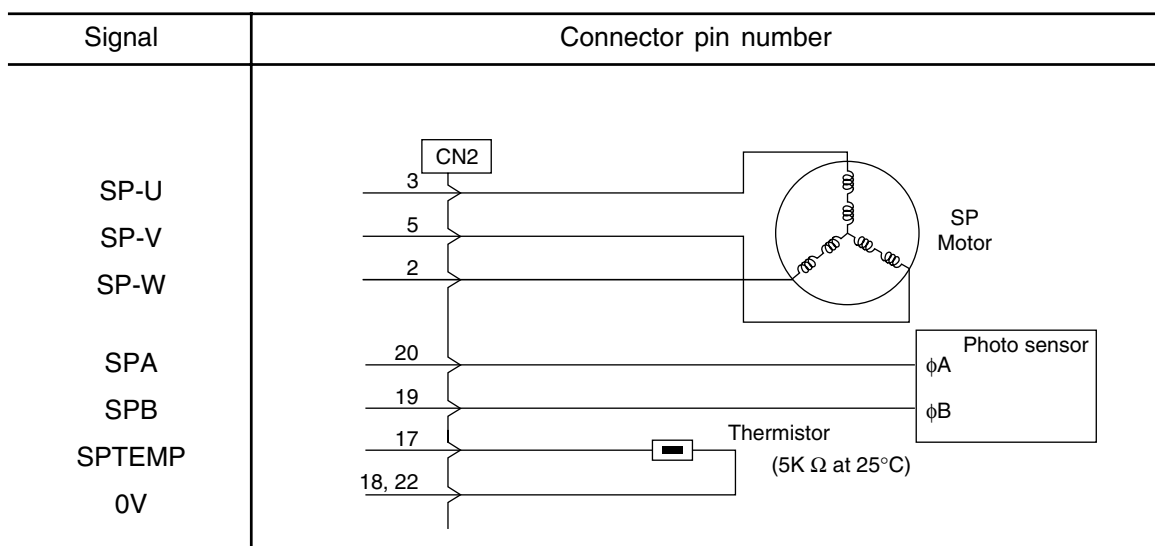 Signal Connector pin number
CN2
SP-U 3
SP-V 5
SP-W 2
SP
Motor
SPA 20
Photo sensor
φA
SPB 19
φB
SPTEMP 17
Thermistor
(5K Ω at 25°C)
0V 18, 22